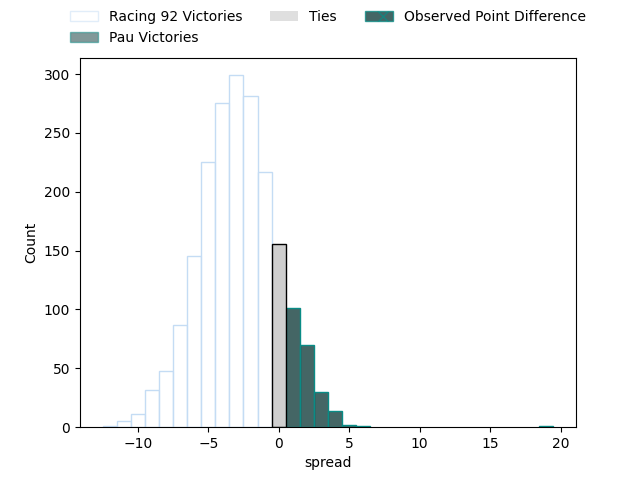 Racing 92 Victories
Ties
Observed Point Difference
Pau Victories
300
250
200
150
100
50
0
Count
−10
−5
0
5
10
15
20
spread